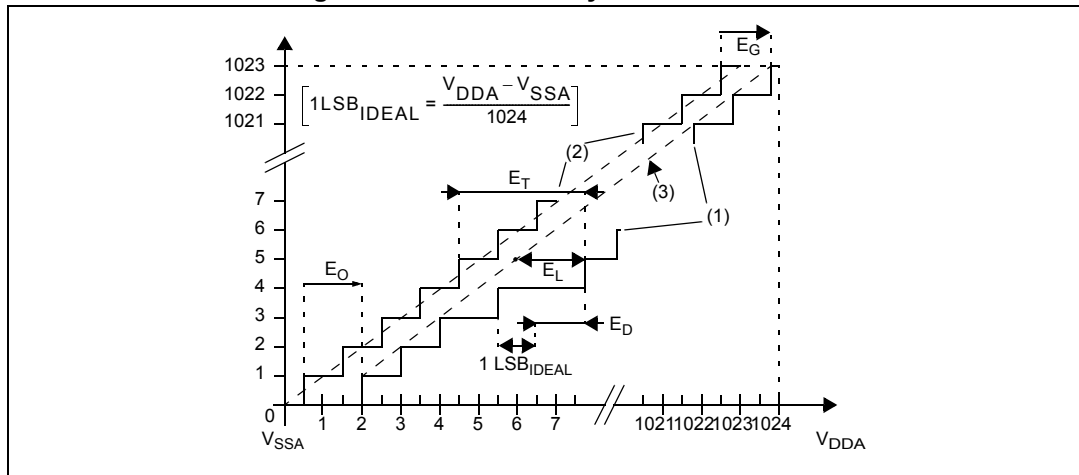 E_G
1023
1022
1021
[1LSB_IDEAL = V_DDA – V_SSA / 1024]
(2)
(3)
(1)
E_T
7
6
5
4
3
2
1
0
E_O
E_L
E_D
1 LSB_IDEAL
1 2 3 4 5 6 7 1021 1022 1023 1024
V_SSA
V_DDA